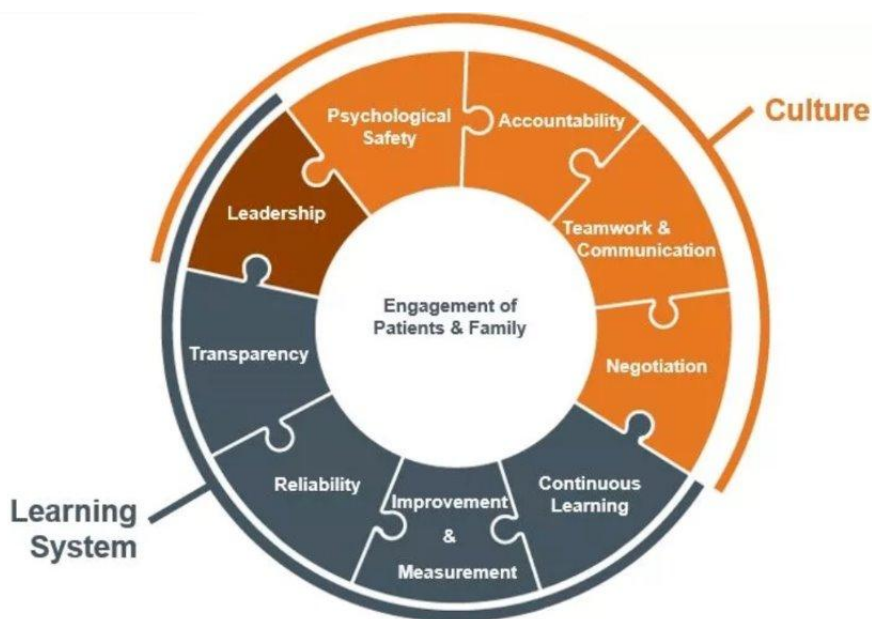 Culture
Psychological
Safety
Accountability
Leadership
Teamwork &
Communication
Engagement of
Patients & Family
Transparency
Negotiation
Reliability
Continuous
Learning
Improvement
&
Measurement
Learning
System